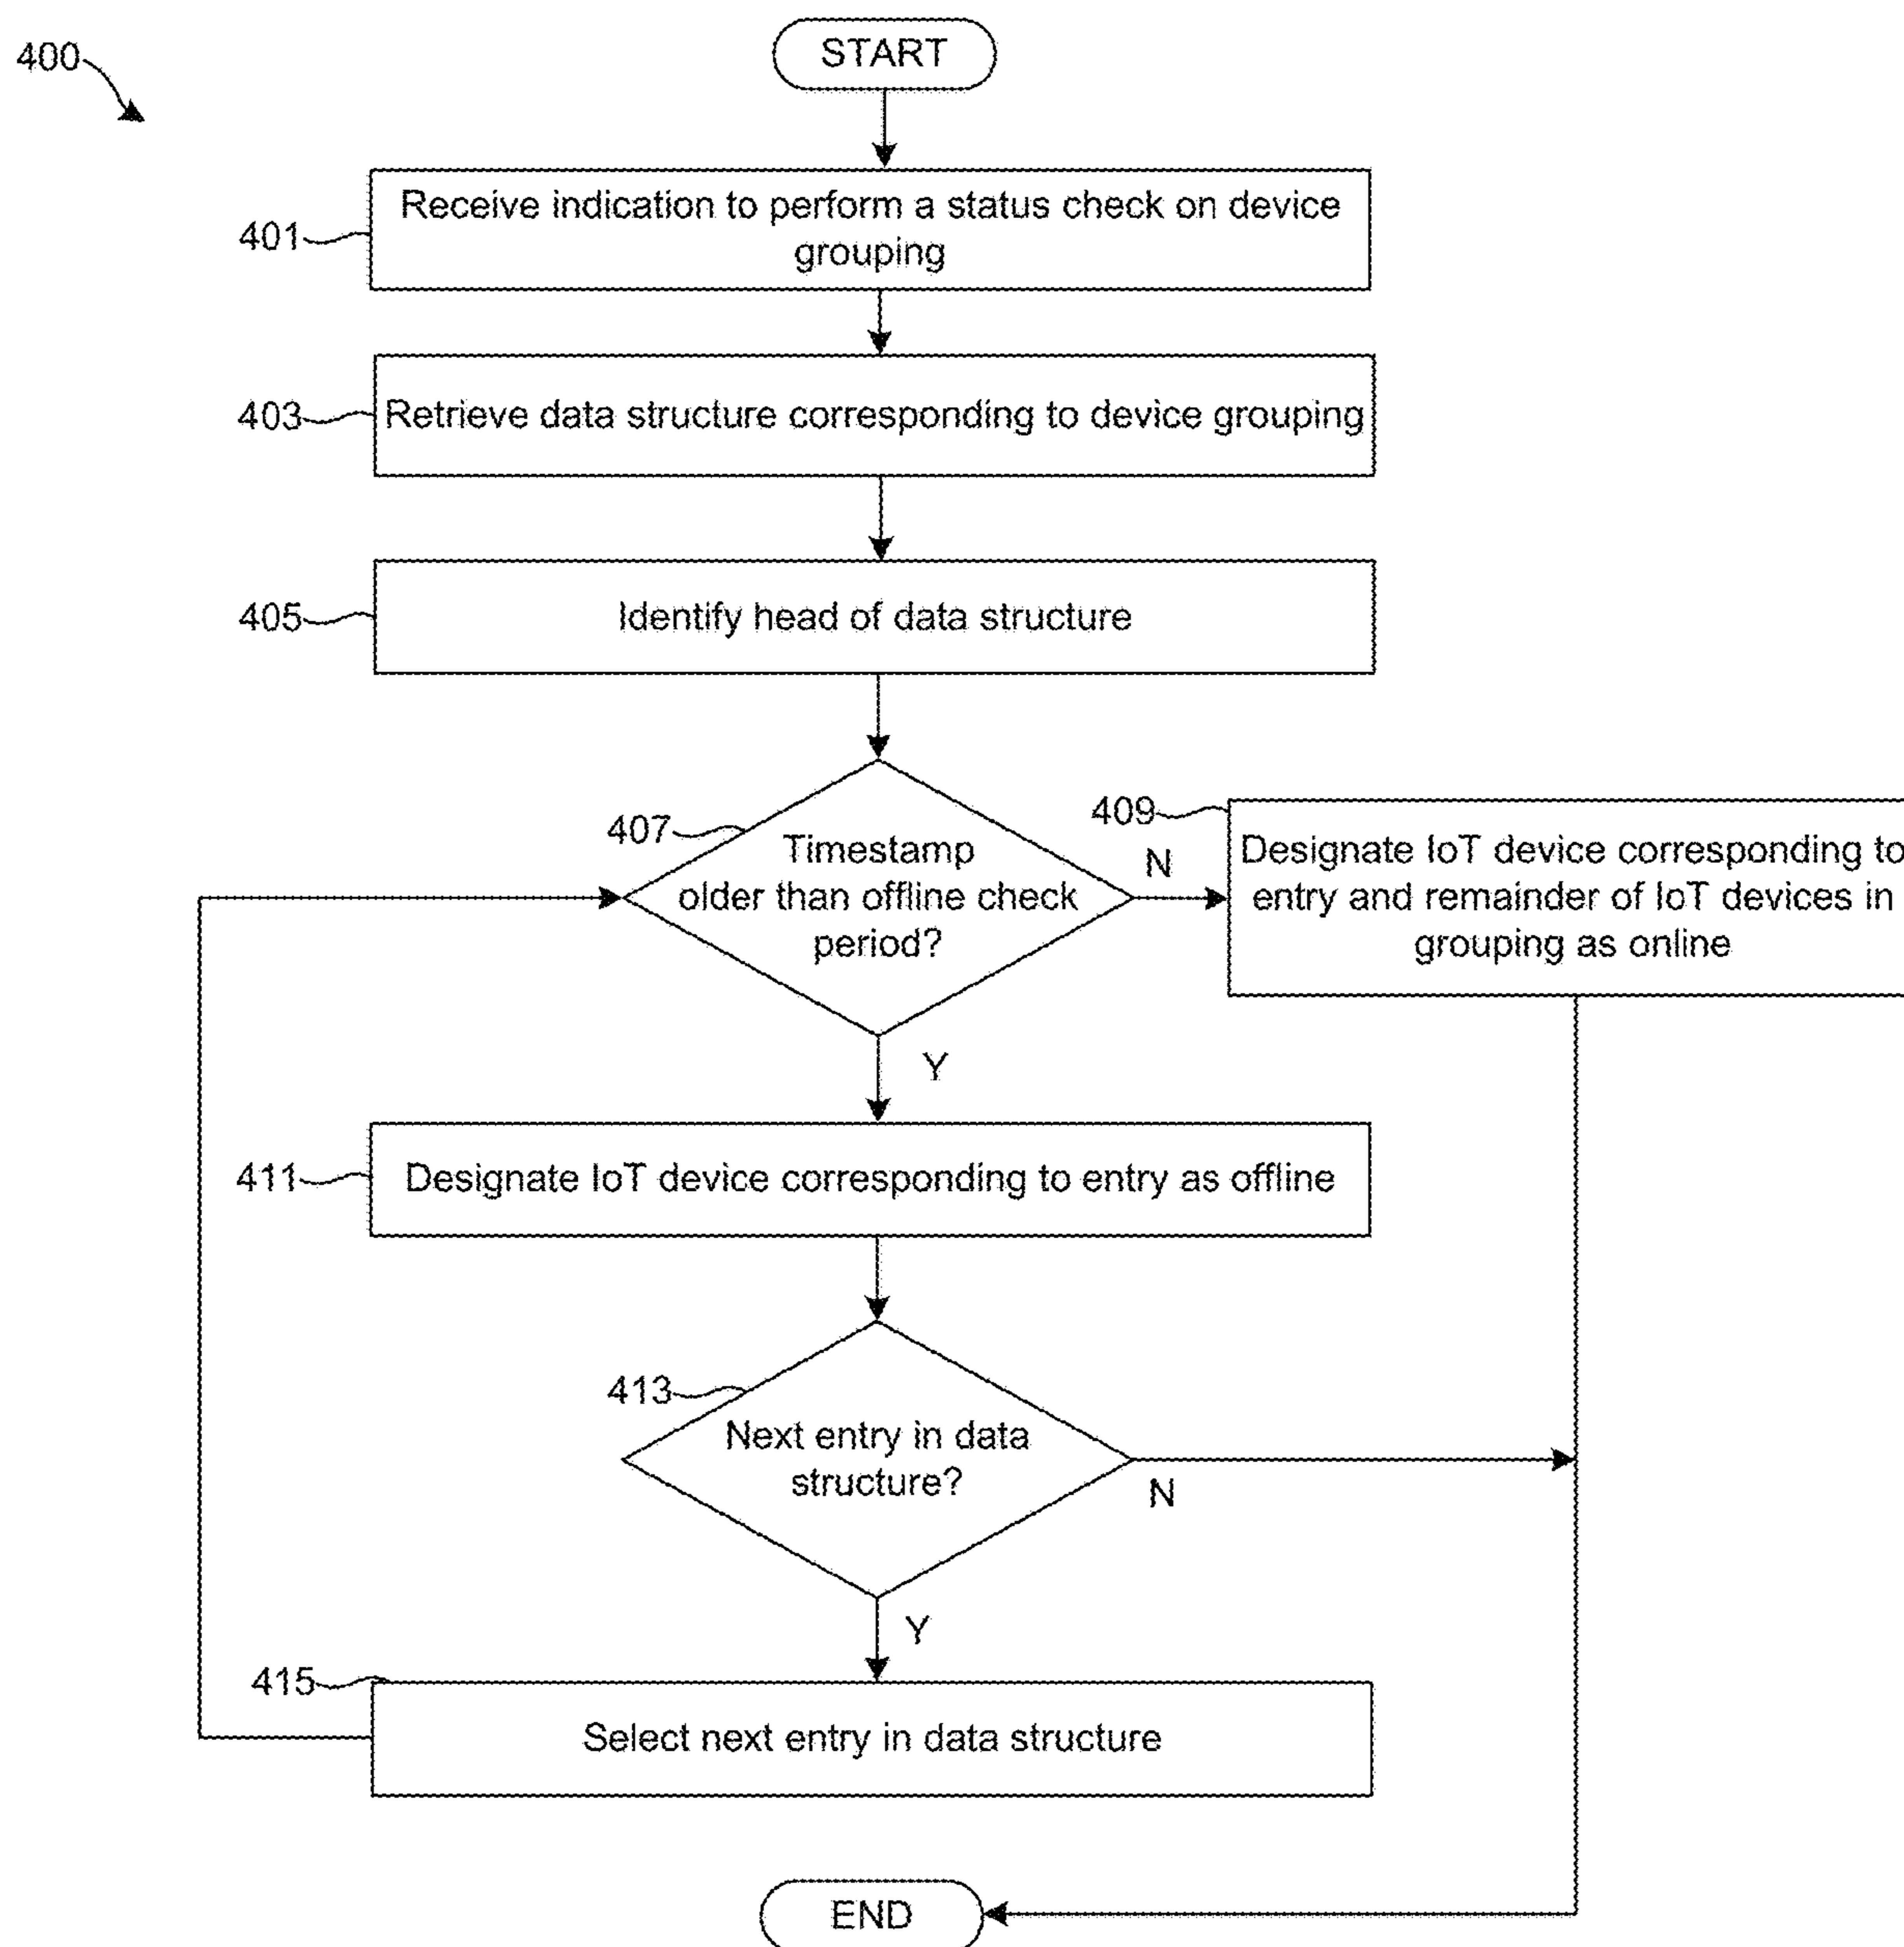 400
START
401
Receive indication to perform a status check on device
grouping
403
Retrieve data structure corresponding to device grouping
405
Identify head of data structure
407
Timestamp
older than offline check
period?
N
409
Designate IoT device corresponding to
entry and remainder of IoT devices in
grouping as online
Y
411
Designate IoT device corresponding to entry as offline
413
Next entry in data
structure?
N
Y
415
Select next entry in data structure
END